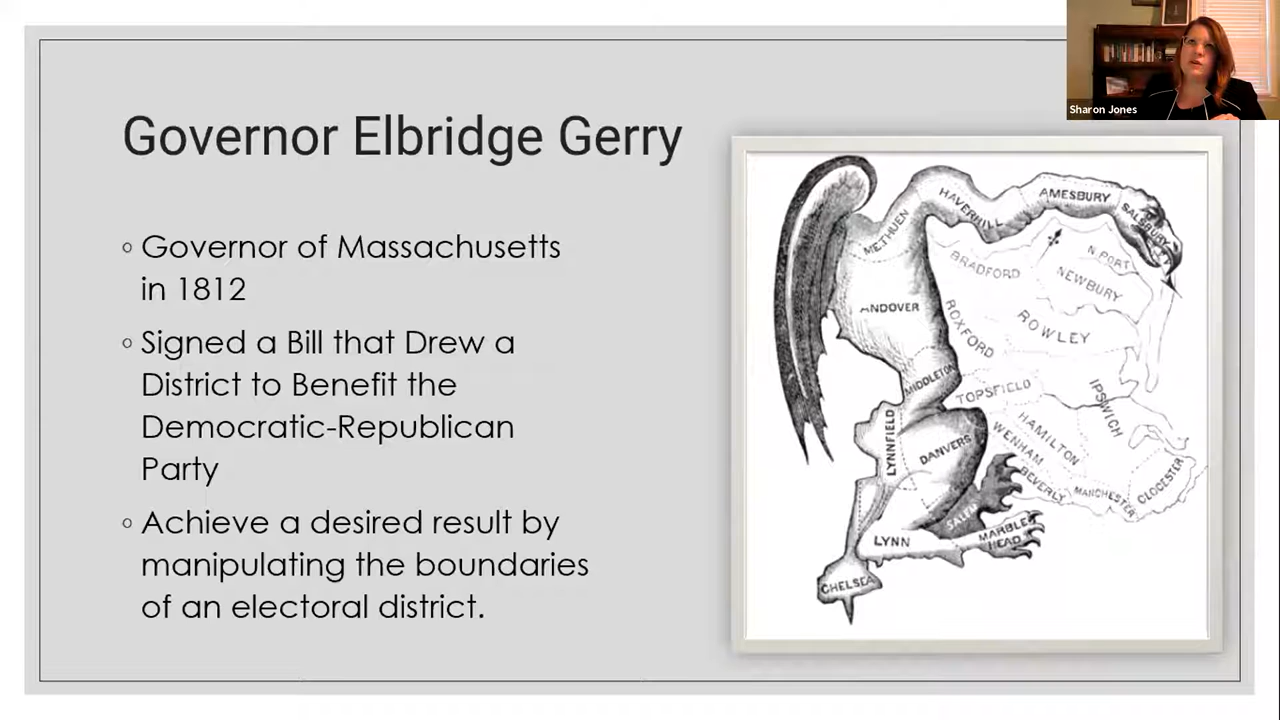 Sharon Jones
Governor Elbridge Gerry
◦ Governor of Massachusetts
in 1812
◦ Signed a Bill that Drew a
District to Benefit the
Democratic-Republican
Party
◦ Achieve a desired result by
manipulating the boundaries
of an electoral district.
AMESBURY
HAVERHILL
SALSBURY
METHUEN
N PORT
BRADFORD
NEWBURY
ANDOVER
ROWLEY
ROXFORD
MIDDLETON
TOPSFIELD
IPSWICH
LYNNFIELD
DANVERS
HAMILTON
WENHAM
BEVERLY
MANCHESTER
CLOCESTER
SALEM
LYNN
MARBLE
HEAD
CHELSEA